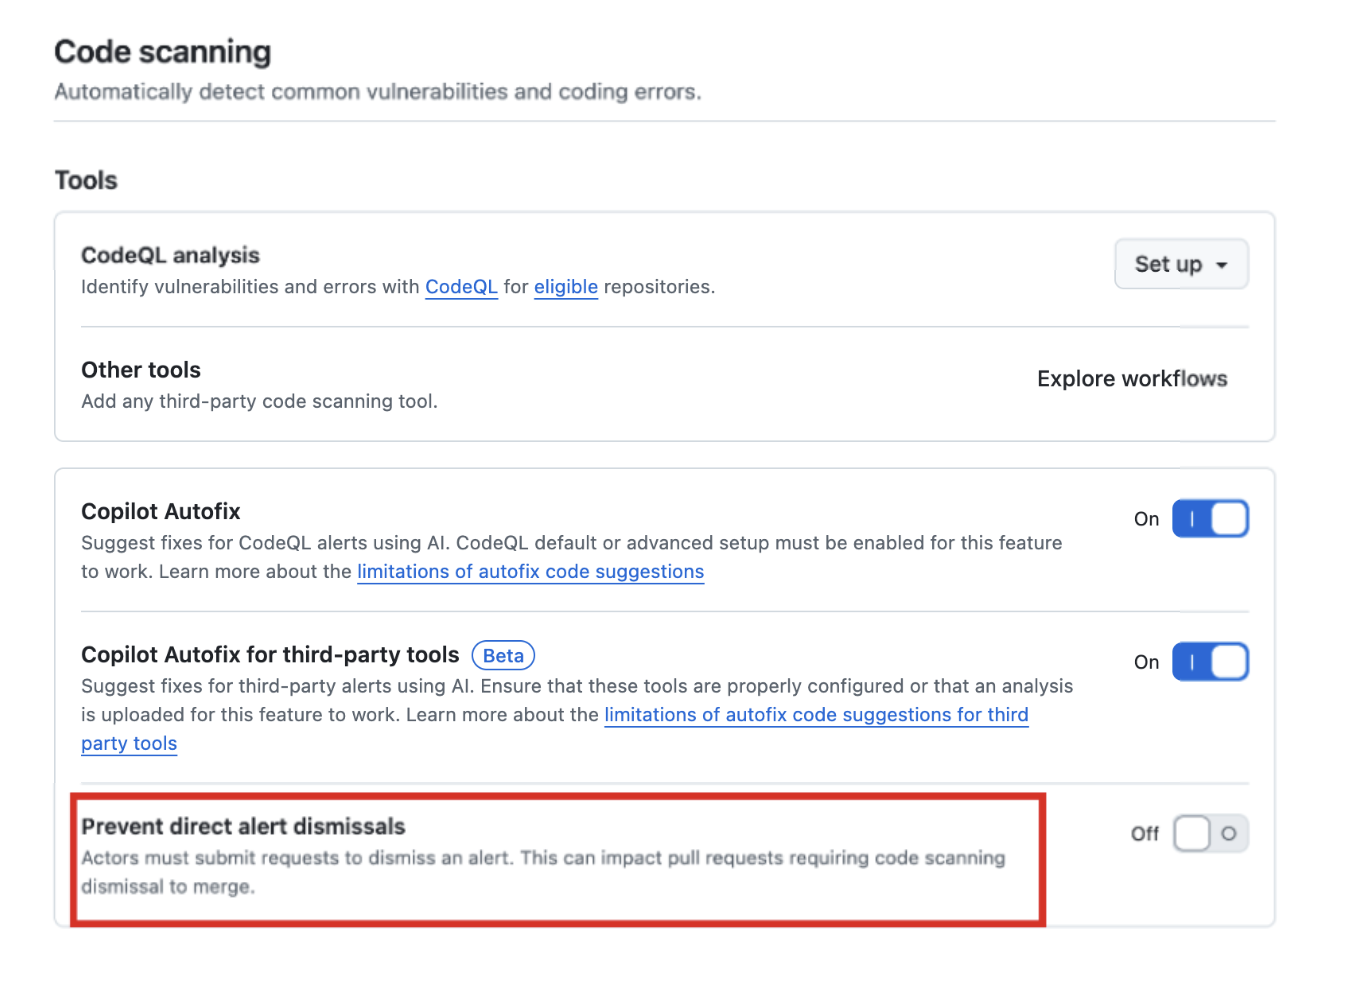 Code scanning
Automatically detect common vulnerabilities and coding errors.
Tools
CodeQL analysis
Set up
Identify vulnerabilities and errors with CodeQL for eligible repositories.
Other tools
Explore workflows
Add any third-party code scanning tool.
Copilot Autofix
On
Suggest fixes for CodeQL alerts using AI. CodeQL default or advanced setup must be enabled for this feature
to work. Learn more about the limitations of autofix code suggestions
Copilot Autofix for third-party tools Beta
On
Suggest fixes for third-party alerts using AI. Ensure that these tools are properly configured or that an analysis
is uploaded for this feature to work. Learn more about the limitations of autofix code suggestions for third
party tools
Prevent direct alert dismissals
Off
Actors must submit requests to dismiss an alert. This can impact pull requests requiring code scanning
dismissal to merge.